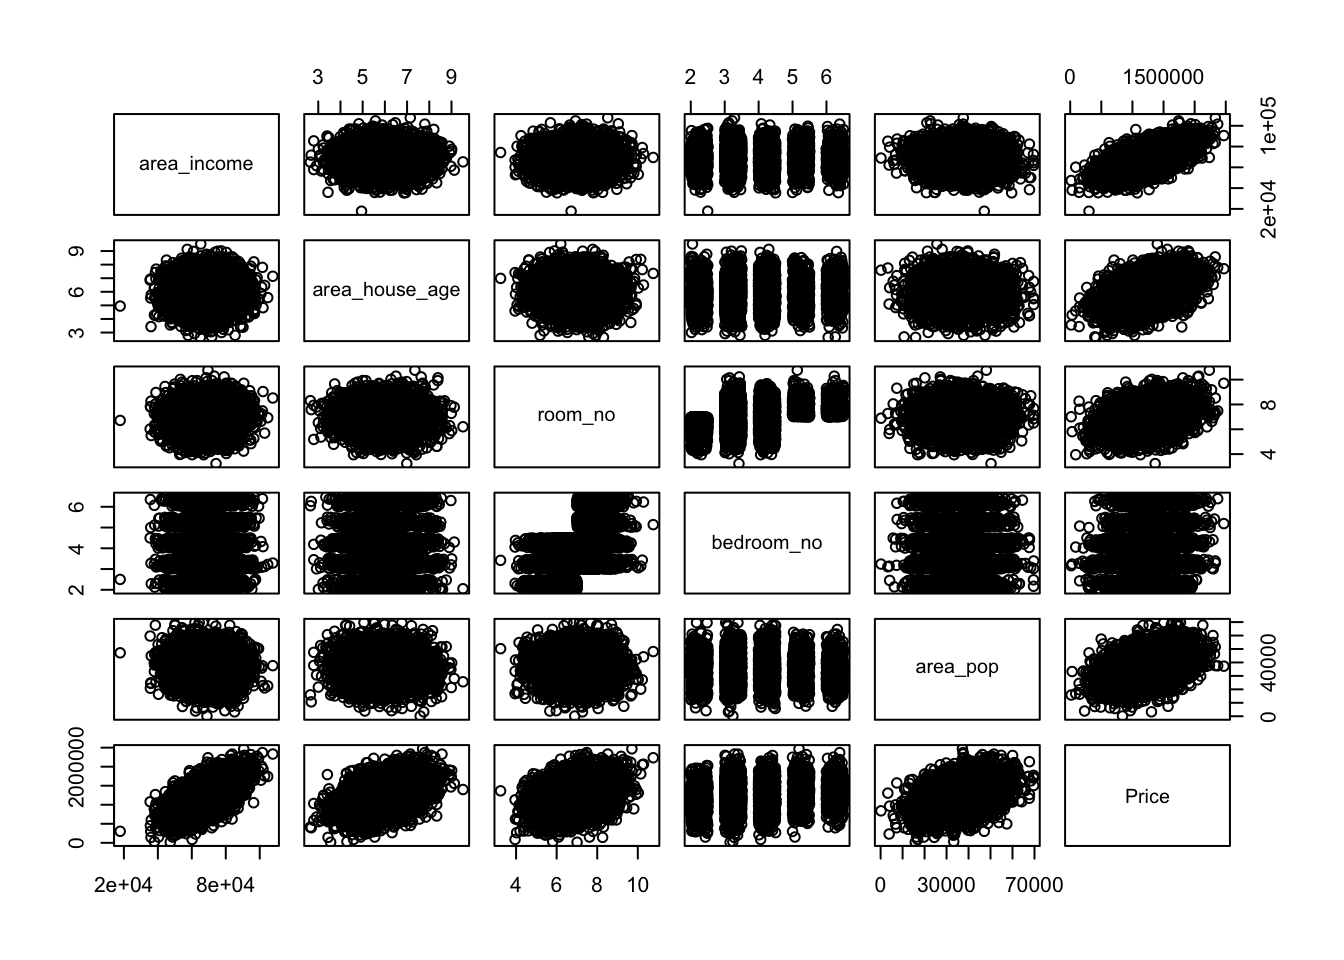 3 5 7 9
2 3 4 5 6
0 1500000
area_income
2e+04 1e+05
3 6 9
area_house_age
room_no
4 8
2 4 6
bedroom_no
area_pop
0 40000
0 2000000
Price
2e+04 8e+04
4 6 8 10
0 30000 70000